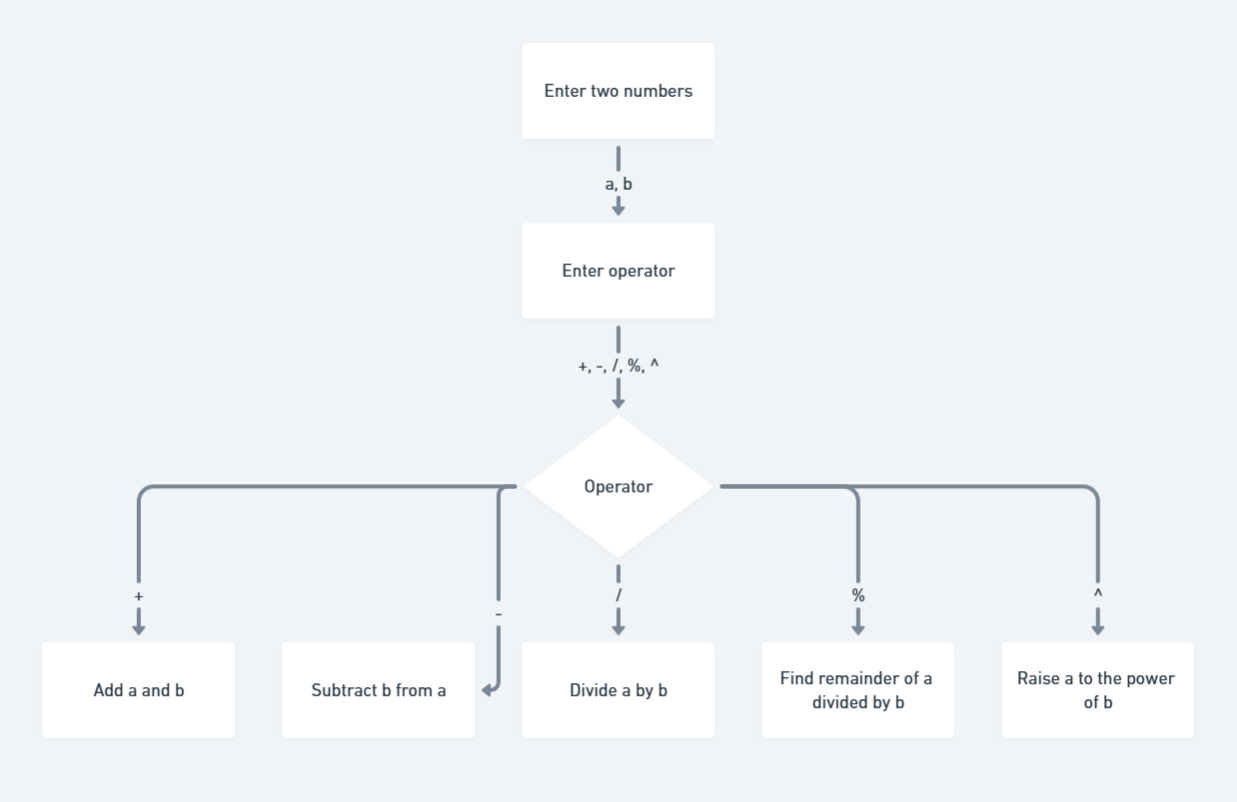 Enter two numbers
a, b
Enter operator
+, -, /, %, ^
Operator
+
-
/
%
^
Add a and b
Subtract b from a
Divide a by b
Find remainder of a
divided by b
Raise a to the power
of b